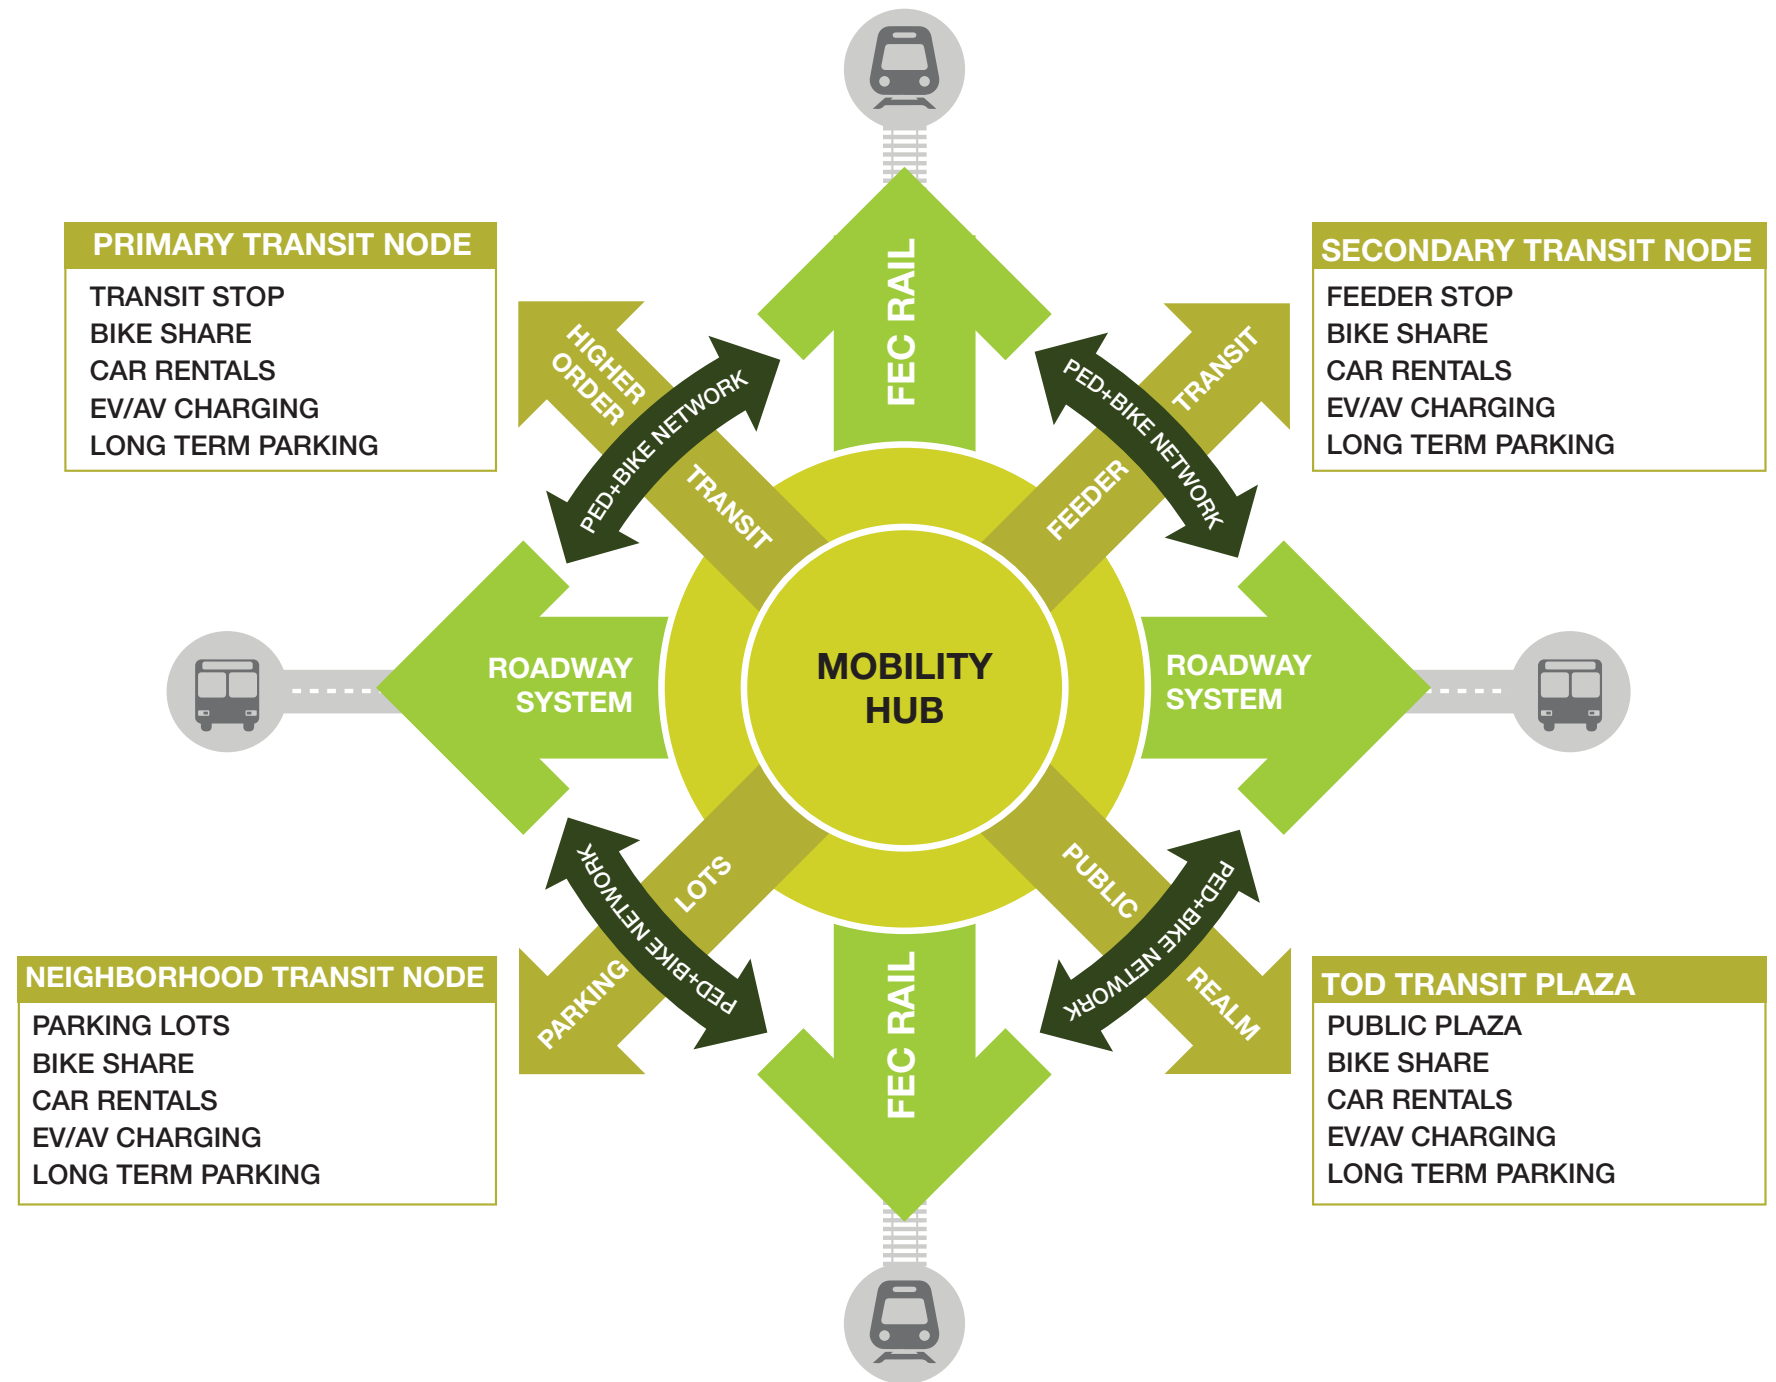 FEC RAIL
PRIMARY TRANSIT NODE
TRANSIT STOP
BIKE SHARE
CAR RENTALS
EV/AV CHARGING
LONG TERM PARKING
SECONDARY TRANSIT NODE
FEEDER STOP
BIKE SHARE
CAR RENTALS
EV/AV CHARGING
LONG TERM PARKING
HIGHER
ORDER
TRANSIT
PED+BIKE NETWORK
FEEDER
TRANSIT
PED+BIKE NETWORK
ROADWAY
SYSTEM
MOBILITY
HUB
ROADWAY
SYSTEM
PARKING
LOTS
PED+BIKE NETWORK
PUBLIC
REALM
PED+BIKE NETWORK
FEC RAIL
NEIGHBORHOOD TRANSIT NODE
PARKING LOTS
BIKE SHARE
CAR RENTALS
EV/AV CHARGING
LONG TERM PARKING
TOD TRANSIT PLAZA
PUBLIC PLAZA
BIKE SHARE
CAR RENTALS
EV/AV CHARGING
LONG TERM PARKING